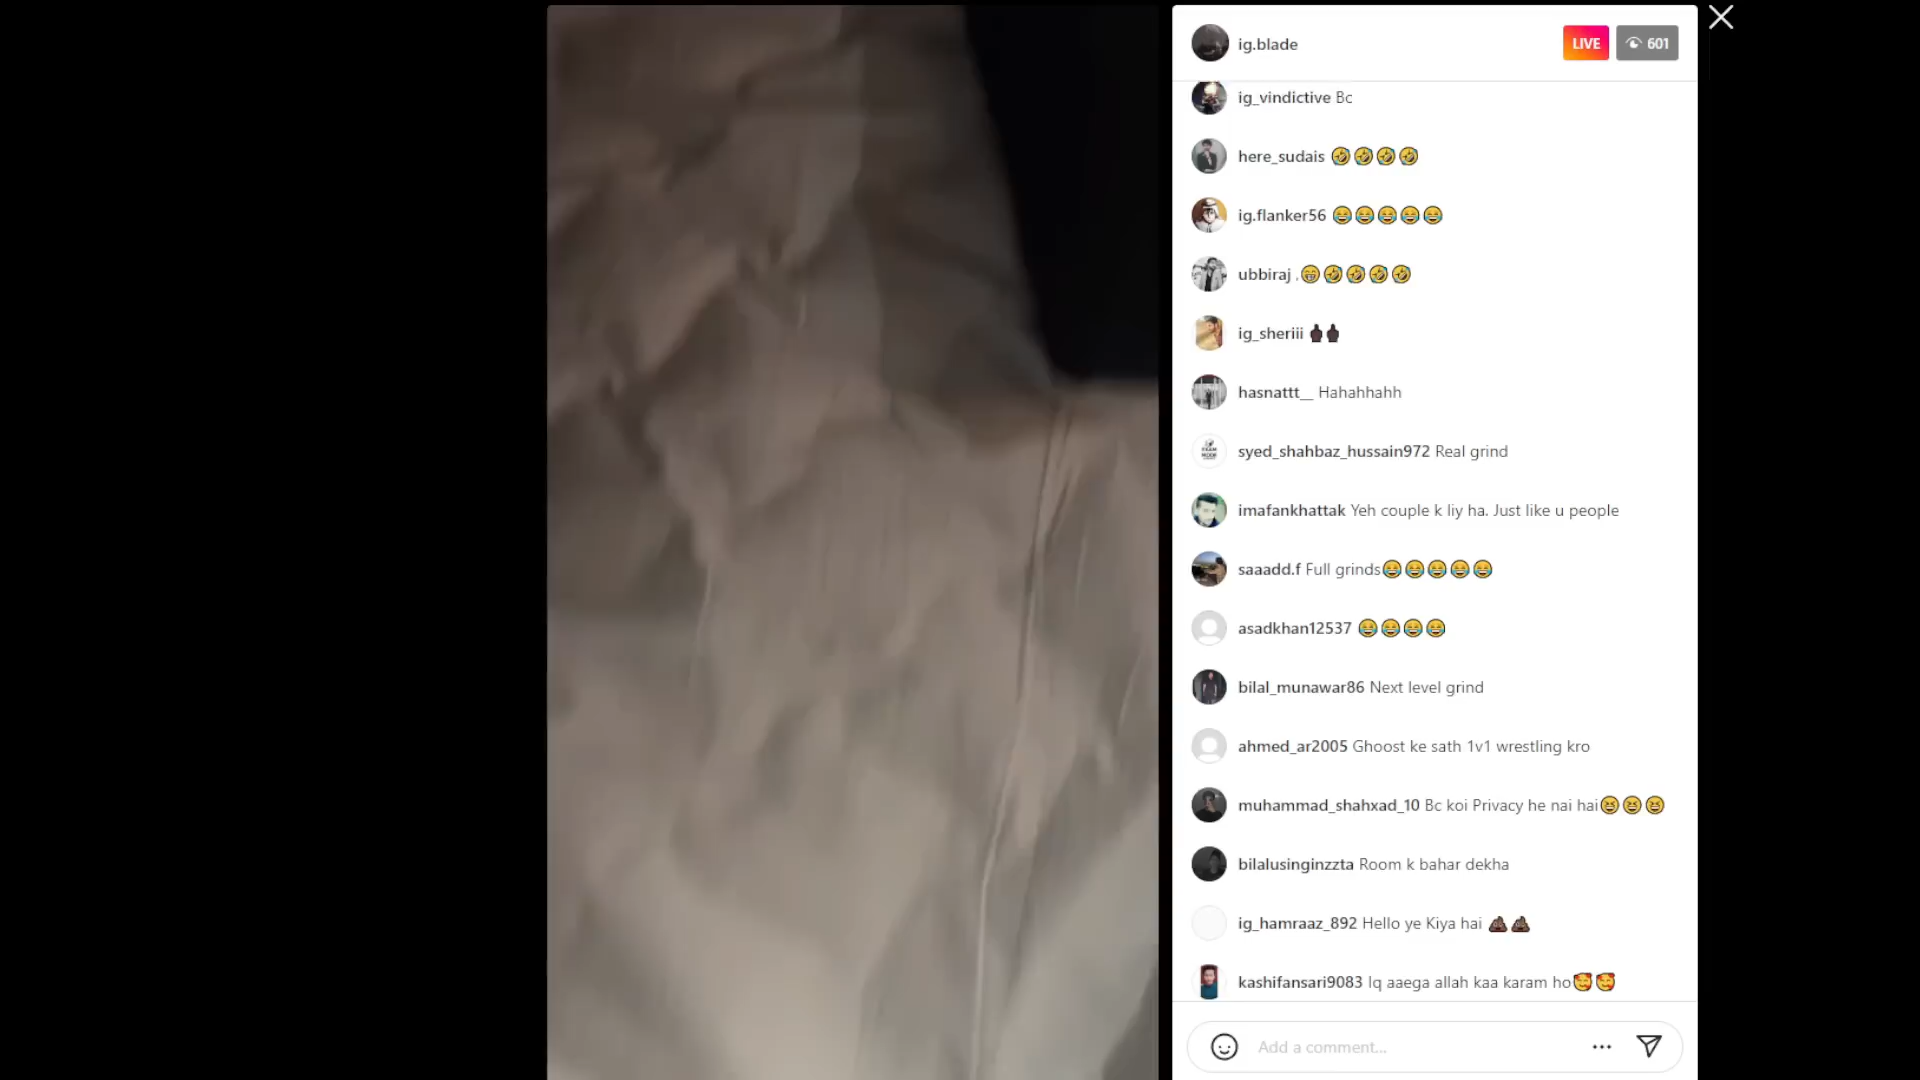 ig.blade LIVE 601
ig_vindictive Bc
here_sudais 🤣🤣🤣🤣
ig.flanker56 😂😂😂😂😂
ubbiraj .😁🤣🤣🤣🤣
ig_sheriii 🖕🏿🖕🏿
hasnattt__ Hahahhahh
syed_shahbaz_hussain972 Real grind
imafankhattak Yeh couple k liy ha. Just like u people
saaadd.f Full grinds😂😂😂😂😂
asadkhan12537 😂😂😂😂
bilal_munawar86 Next level grind
ahmed_ar2005 Ghoost ke sath 1v1 wrestling kro
muhammad_shahxad_10 Bc koi Privacy he nai hai😆😆😆
bilalusinginzzta Room k bahar dekha
ig_hamraaz_892 Hello ye Kiya hai 💩💩
kashifansari9083 Iq aaega allah kaa karam ho🥰🥰
Add a comment...